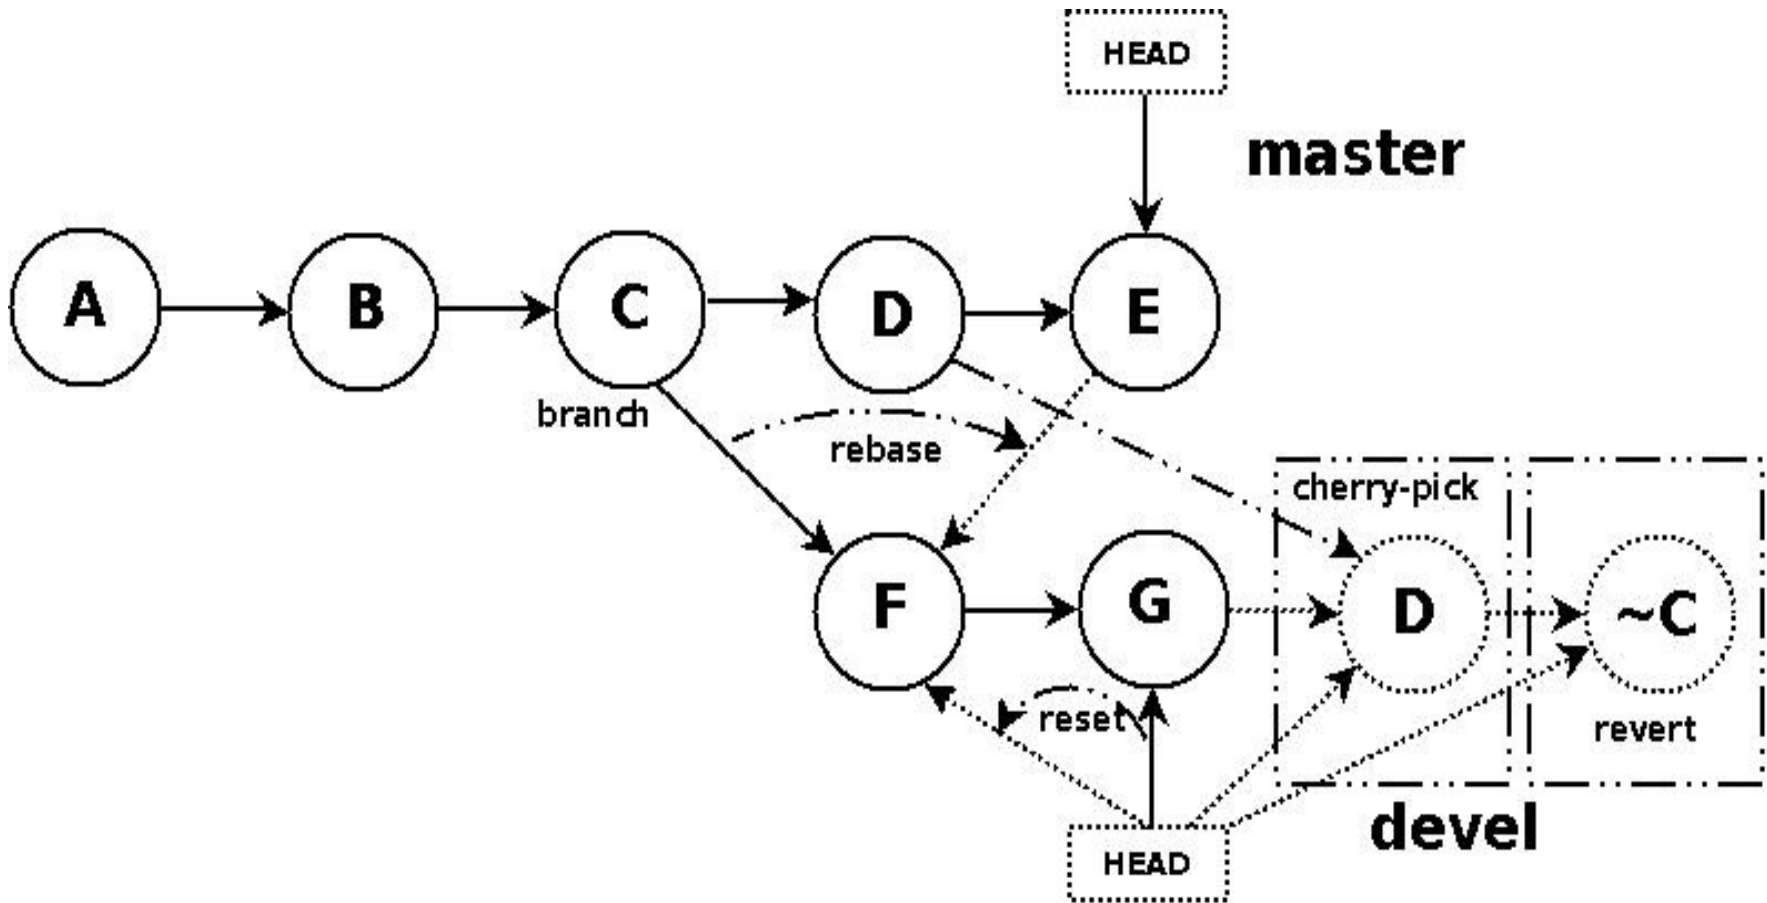 HEAD
master
A
B
C
D
E
branch
rebase
cherry-pick
F
G
D
~C
reset
revert
devel
HEAD